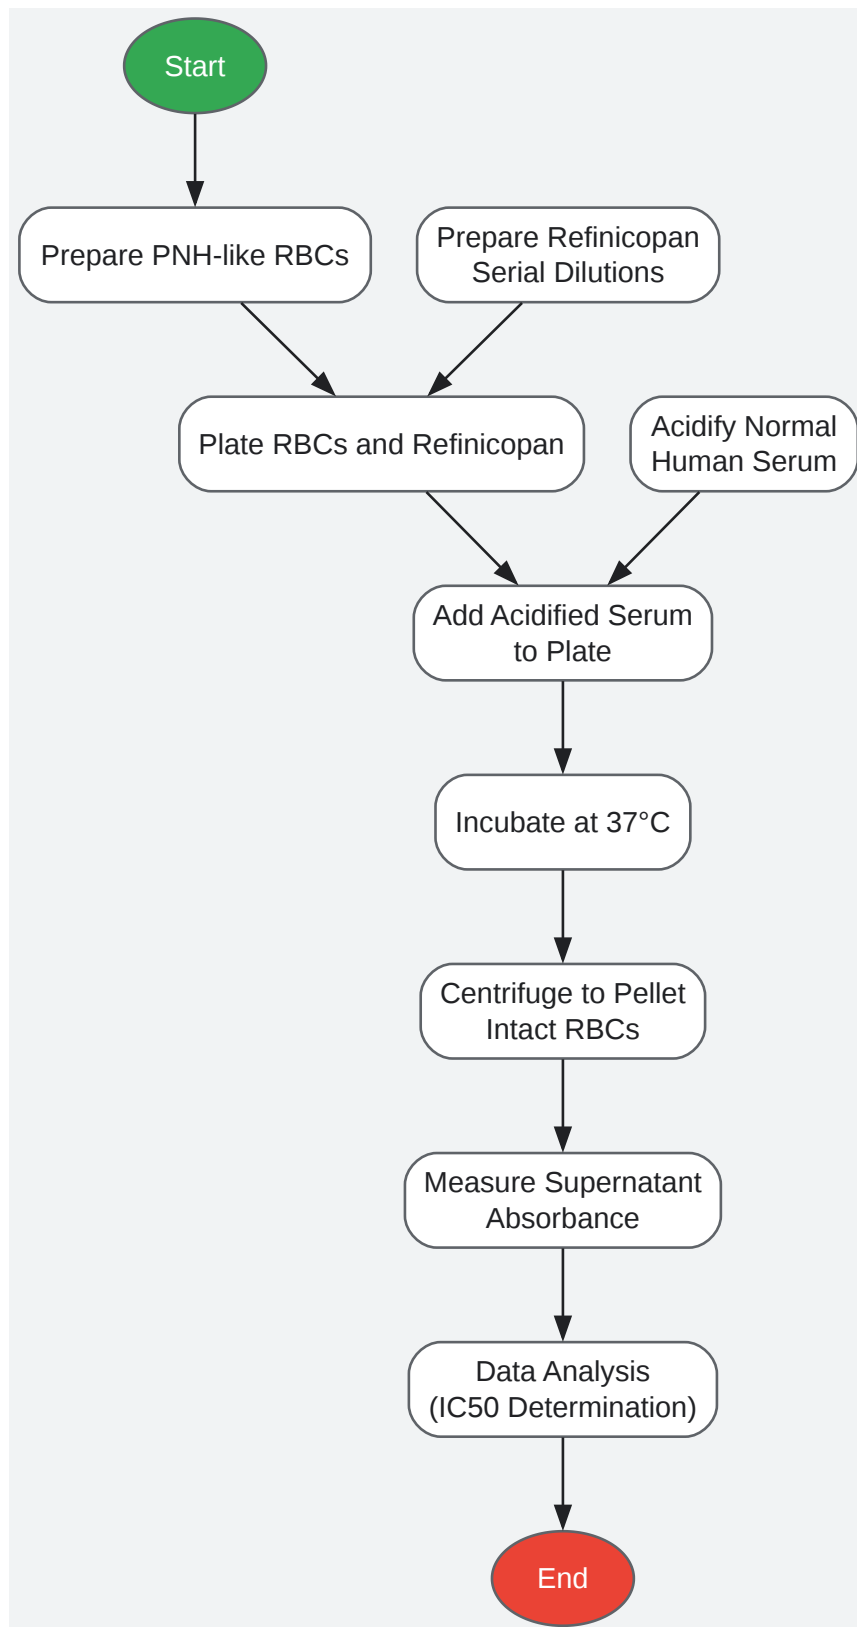 Start
Prepare PNH-like RBCs
Prepare Refinicopan
Serial Dilutions
Plate RBCs and Refinicopan
Acidify Normal
Human Serum
Add Acidified Serum
to Plate
Incubate at 37°C
Centrifuge to Pellet
Intact RBCs
Measure Supernatant
Absorbance
Data Analysis
(IC50 Determination)
End